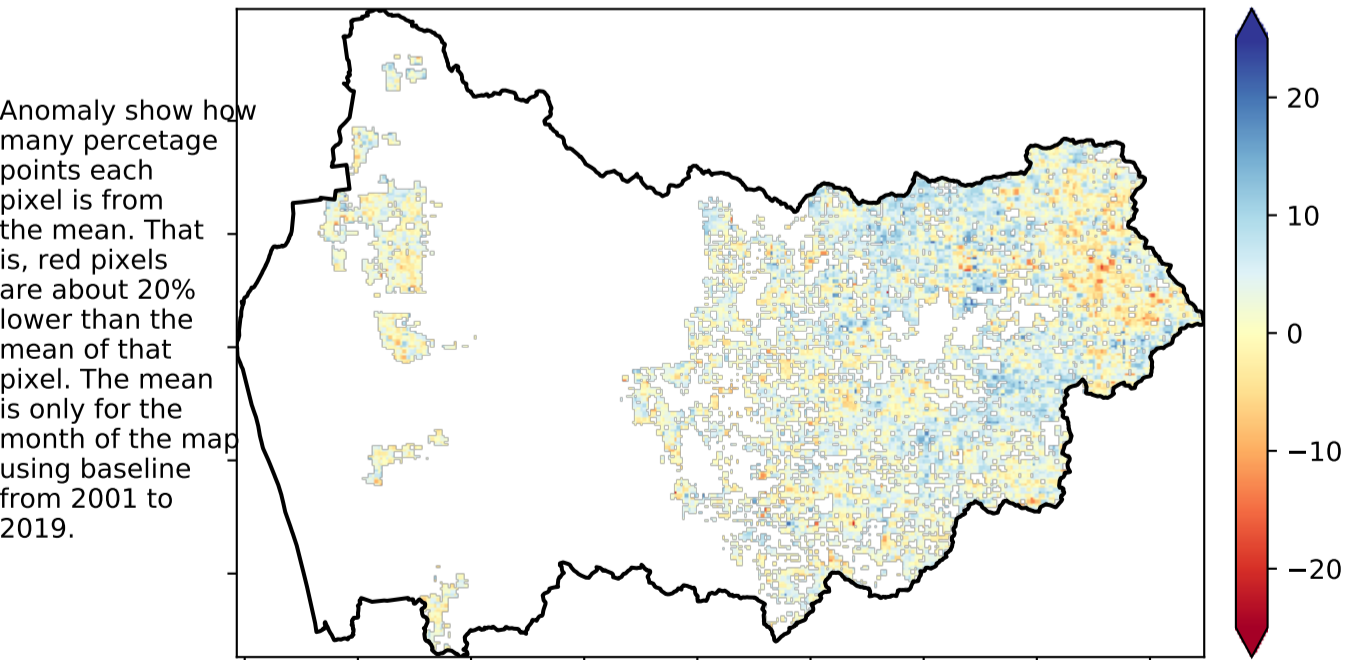 Anomaly show how
many percetage
points each
pixel is from
the mean. That
is, red pixels
are about 20%
lower than the
mean of that
pixel. The mean
is only for the
month of the map
using baseline
from 2001 to
2019.
20
10
0
−10
−20